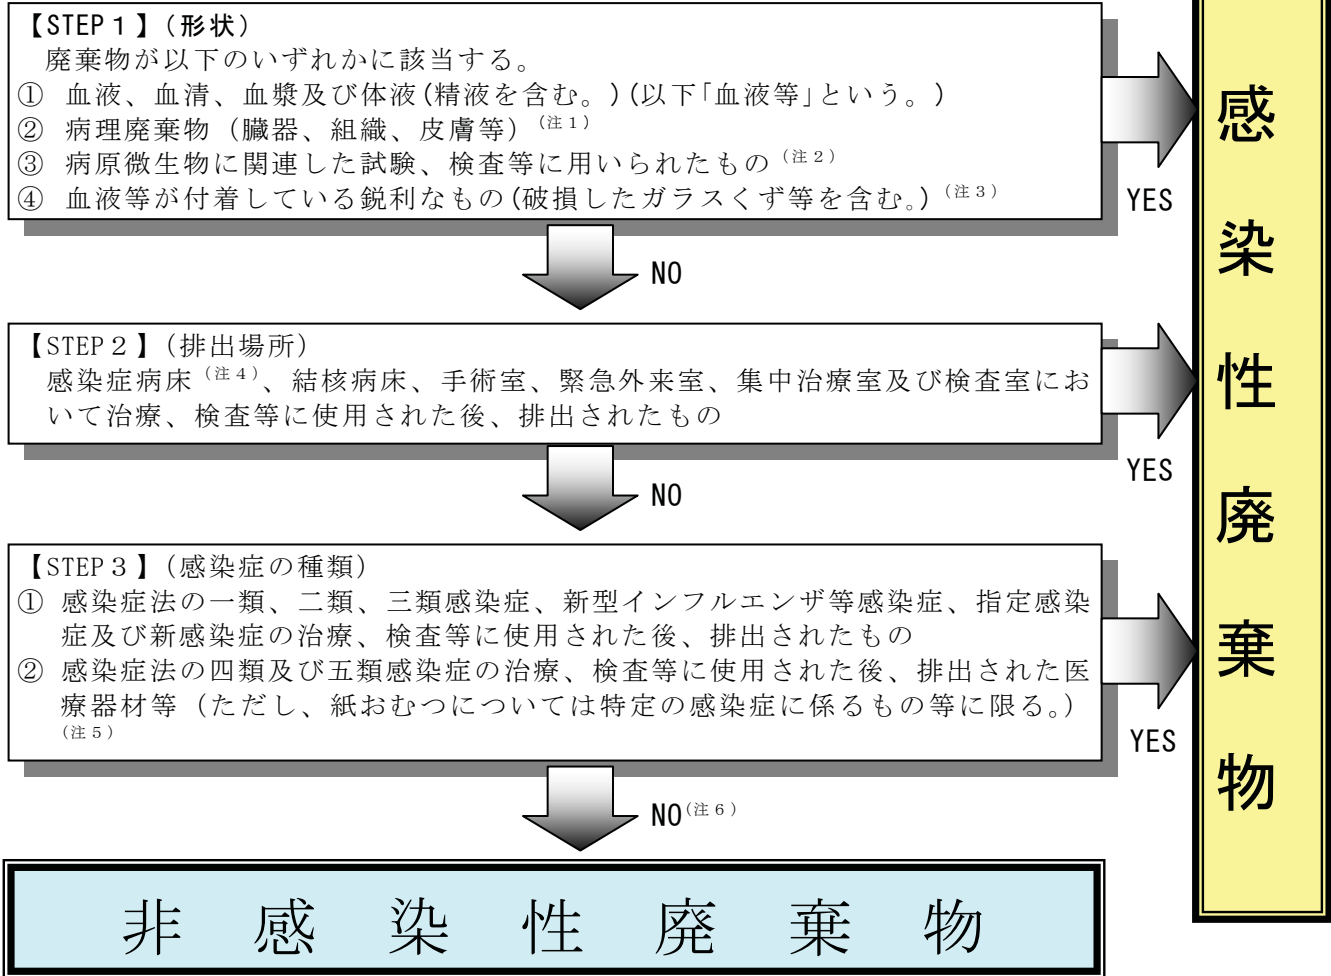 【STEP１】(形状)
廃棄物が以下のいずれかに該当する。
① 血液、血清、血漿及び体液(精液を含む。)(以下「血液等」という。)
② 病理廃棄物（臓器、組織、皮膚等）(注１)
③ 病原微生物に関連した試験、検査等に用いられたもの(注２)
④ 血液等が付着している鋭利なもの(破損したガラスくず等を含む。)(注３)
YES
NO
【STEP２】(排出場所)
感染症病床(注４)、結核病床、手術室、緊急外来室、集中治療室及び検査室にお
いて治療、検査等に使用された後、排出されたもの
YES
NO
【STEP３】(感染症の種類)
① 感染症法の一類、二類、三類感染症、新型インフルエンザ等感染症、指定感染
症及び新感染症の治療、検査等に使用された後、排出されたもの
② 感染症法の四類及び五類感染症の治療、検査等に使用された後、排出された医
療器材等（ただし、紙おむつについては特定の感染症に係るもの等に限る。）
(注５)
YES
NO(注６)
非感染性廃棄物
感染性廃棄物